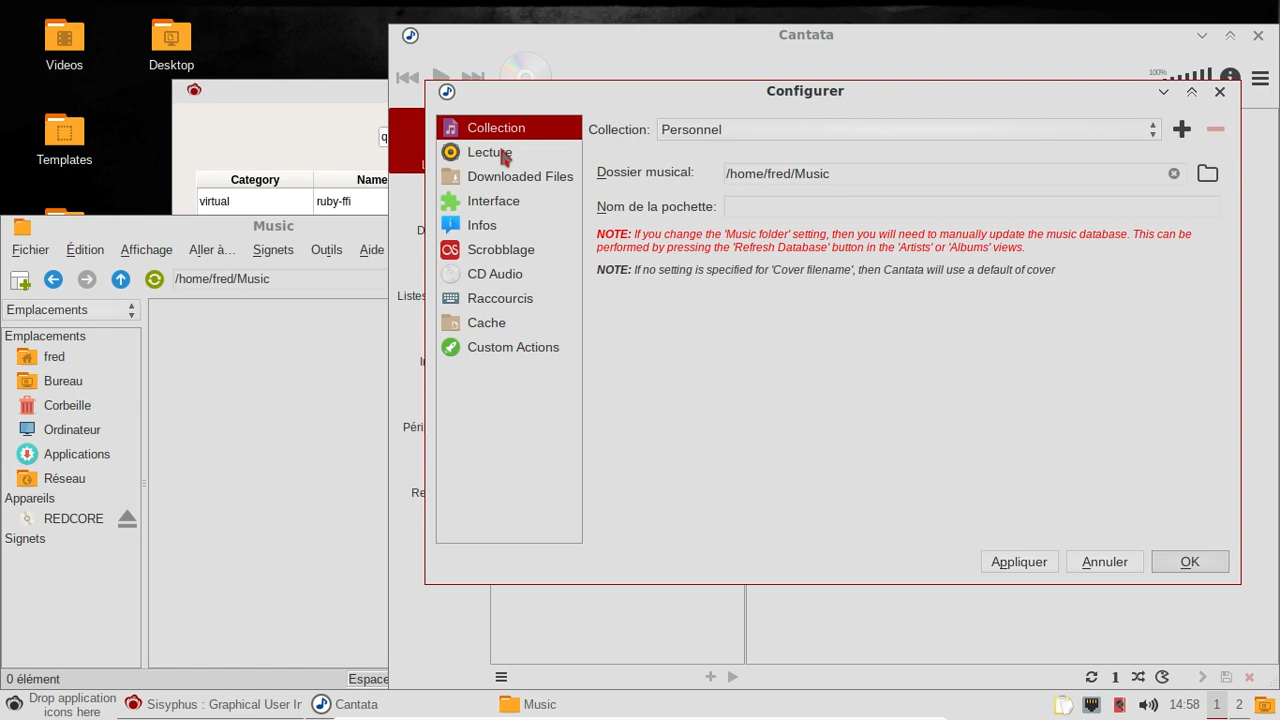 Videos
Desktop
Templates
Cantata
100%
Configurer
Category
Name
virtual
ruby-ffi
Collection
Lecture
Downloaded Files
Interface
Infos
Scrobblage
CD Audio
Raccourcis
Cache
Custom Actions
Collection:
Personnel
Dossier musical:
/home/fred/Music
Nom de la pochette:
NOTE: If you change the 'Music folder' setting, then you will need to manually update the music database. This can be
performed by pressing the 'Refresh Database' button in the 'Artists' or 'Albums' views.
NOTE: If no setting is specified for 'Cover filename', then Cantata will use a default of cover
Appliquer
Annuler
OK
Music
Fichier
Édition
Affichage
Aller à...
Signets
Outils
Aide
/home/fred/Music
Emplacements
Emplacements
fred
Bureau
Corbeille
Ordinateur
Applications
Réseau
Appareils
REDCORE
Signets
Listes
Péri
Re
0 élément
Espace
Drop application
icons here
Sisyphus : Graphical User Ir
Cantata
Music
1
14:58
1
2